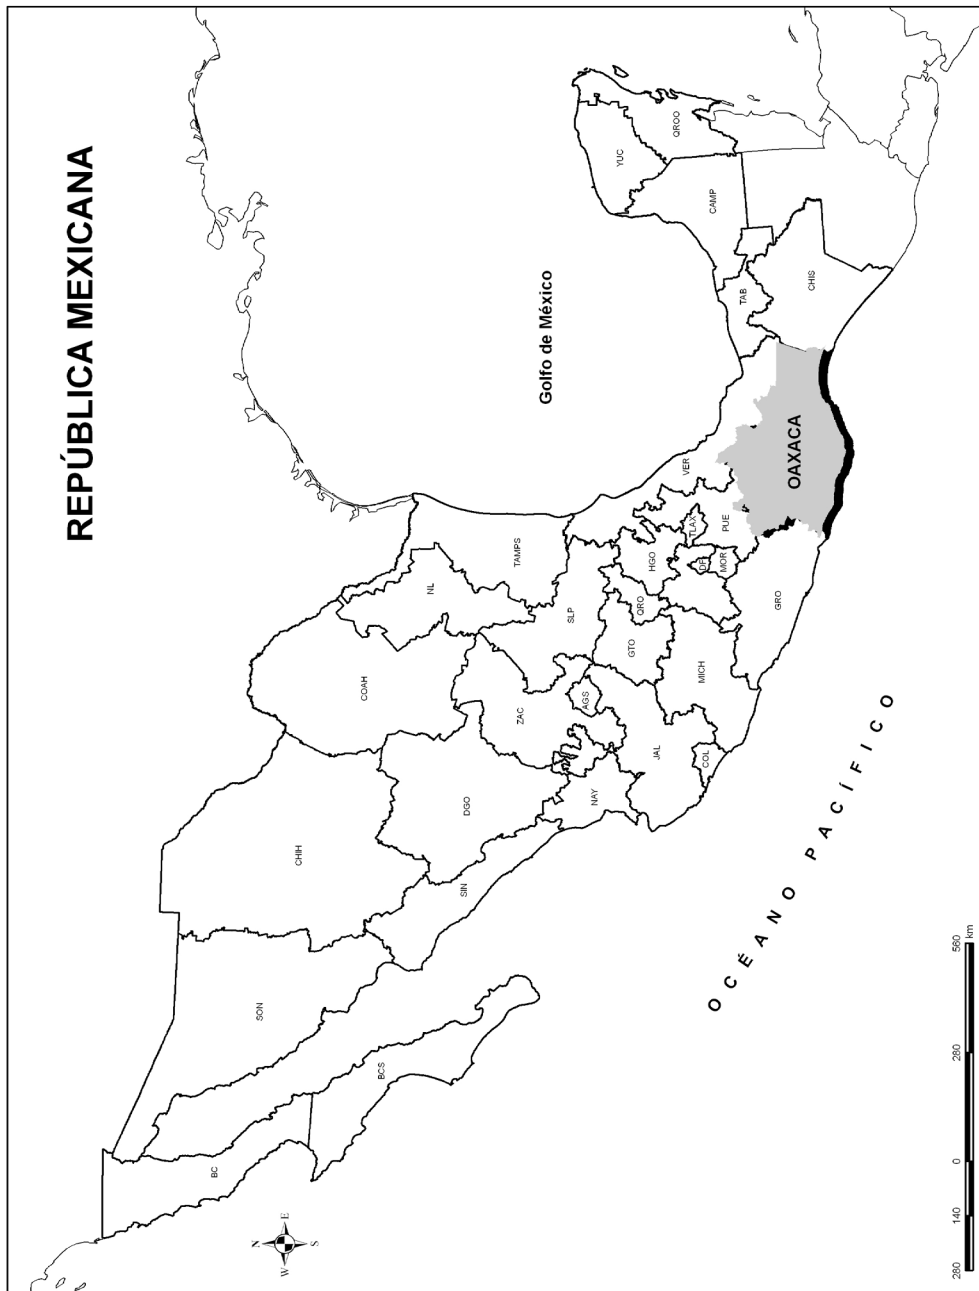 REPÚBLICA MEXICANA
Golfo de México
OCÉANO PACÍFICO
BC
BCS
SON
CHIH
SIN
DGO
COAH
NL
TAMPS
ZAC
SLP
NAY
AGS
JAL
COL
GTO
QRO
HGO
MICH
DF
MOR
TLAX
PUE
VER
GRO
OAXACA
TAB
CHIS
CAMP
YUC
QROO
N
W
E
S
280 140 0 280 560
km